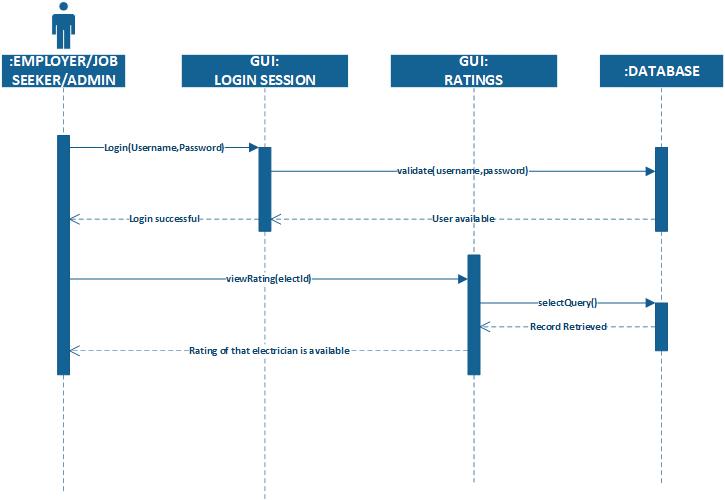 :EMPLOYER/JOB
SEEKER/ADMIN
GUI:
LOGIN SESSION
GUI:
RATINGS
:DATABASE
Login(Username,Password)
validate(username,password)
Login successful
User available
viewRating(electId)
selectQuery()
Record Retrieved
Rating of that electrician is available